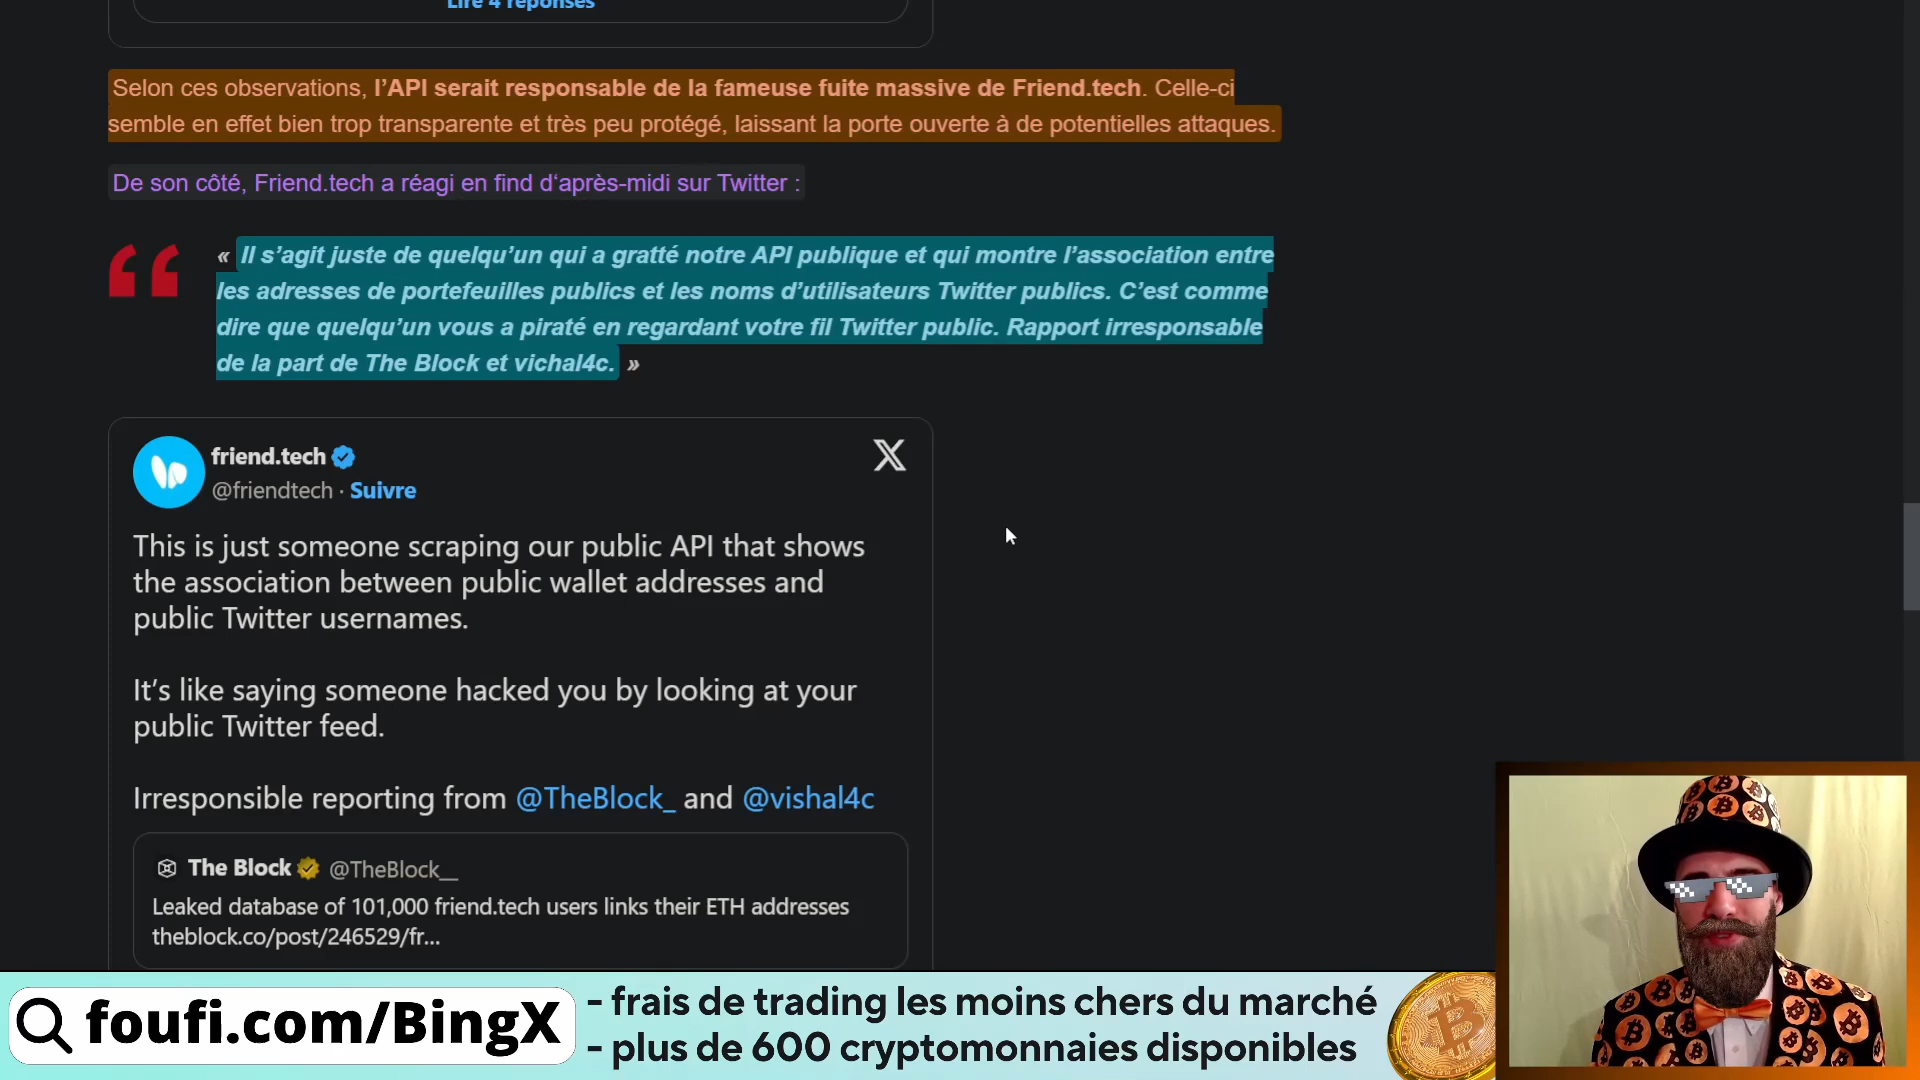 Lire 4 réponses
Selon ces observations, l’API serait responsable de la fameuse fuite massive de Friend.tech. Celle-ci
semble en effet bien trop transparente et très peu protégé, laissant la porte ouverte à de potentielles attaques.
De son côté, Friend.tech a réagi en find d‘après-midi sur Twitter :
« Il s’agit juste de quelqu’un qui a gratté notre API publique et qui montre l’association entre
les adresses de portefeuilles publics et les noms d’utilisateurs Twitter publics. C’est comme
dire que quelqu’un vous a piraté en regardant votre fil Twitter public. Rapport irresponsable
de la part de The Block et vichal4c. »
friend.tech
@friendtech · Suivre
This is just someone scraping our public API that shows
the association between public wallet addresses and
public Twitter usernames.
It’s like saying someone hacked you by looking at your
public Twitter feed.
Irresponsible reporting from @TheBlock_ and @vishal4c
The Block @TheBlock__
Leaked database of 101,000 friend.tech users links their ETH addresses
theblock.co/post/246529/fr...
foufi.com/BingX
- frais de trading les moins chers du marché
- plus de 600 cryptomonnaies disponibles